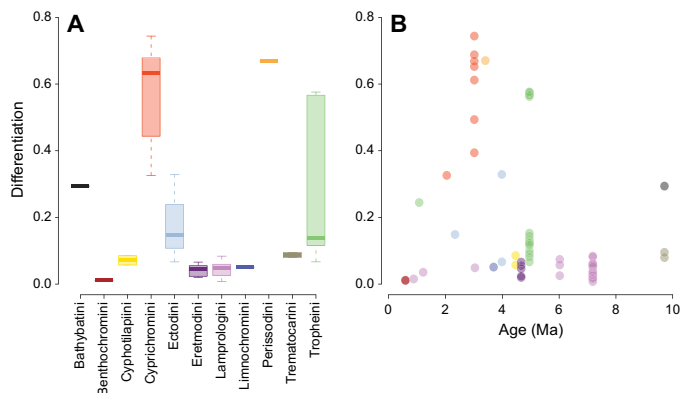 A
B
Differentiation
0.8
0.6
0.4
0.2
0.0
Bathybatini
Benthochromini
Cyphotilapiini
Cyprichromini
Ectodini
Eretmodini
Lamprologini
Limnochromini
Perissodini
Trematocarini
Tropheini
0.8
0.6
0.4
0.2
0.0
0
2
4
6
8
10
Age (Ma)